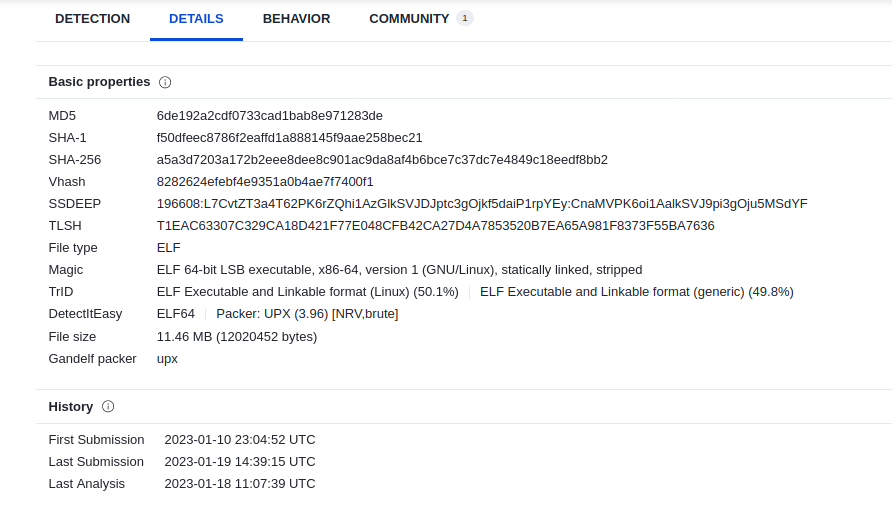 DETECTION DETAILS BEHAVIOR COMMUNITY 1
Basic properties
MD5 6de192a2cdf0733cad1bab8e971283de
SHA-1 f50dfeec8786f2eaffd1a888145f9aae258bec21
SHA-256 a5a3d7203a172b2eee8dee8c901ac9da8af4b6bce7c37dc7e4849c18eedf8bb2
Vhash 8282624efebf4e9351a0b4ae7f7400f1
SSDEEP 196608:L7CvtZT3a4T62PK6rZQhi1AzGlkSVJDJptc3gOjkf5daiP1rpYEy:CnaMVPK6oi1AalkSVJ9pi3gOju5MSdYF
TLSH T1EAC63307C329CA18D421F77E048CFB42CA27D4A7853520B7EA65A981F8373F55BA7636
File type ELF
Magic ELF 64-bit LSB executable, x86-64, version 1 (GNU/Linux), statically linked, stripped
TrID ELF Executable and Linkable format (Linux) (50.1%) ELF Executable and Linkable format (generic) (49.8%)
DetectItEasy ELF64 Packer: UPX (3.96) [NRV,brute]
File size 11.46 MB (12020452 bytes)
Gandelf packer upx
History
First Submission 2023-01-10 23:04:52 UTC
Last Submission 2023-01-19 14:39:15 UTC
Last Analysis 2023-01-18 11:07:39 UTC